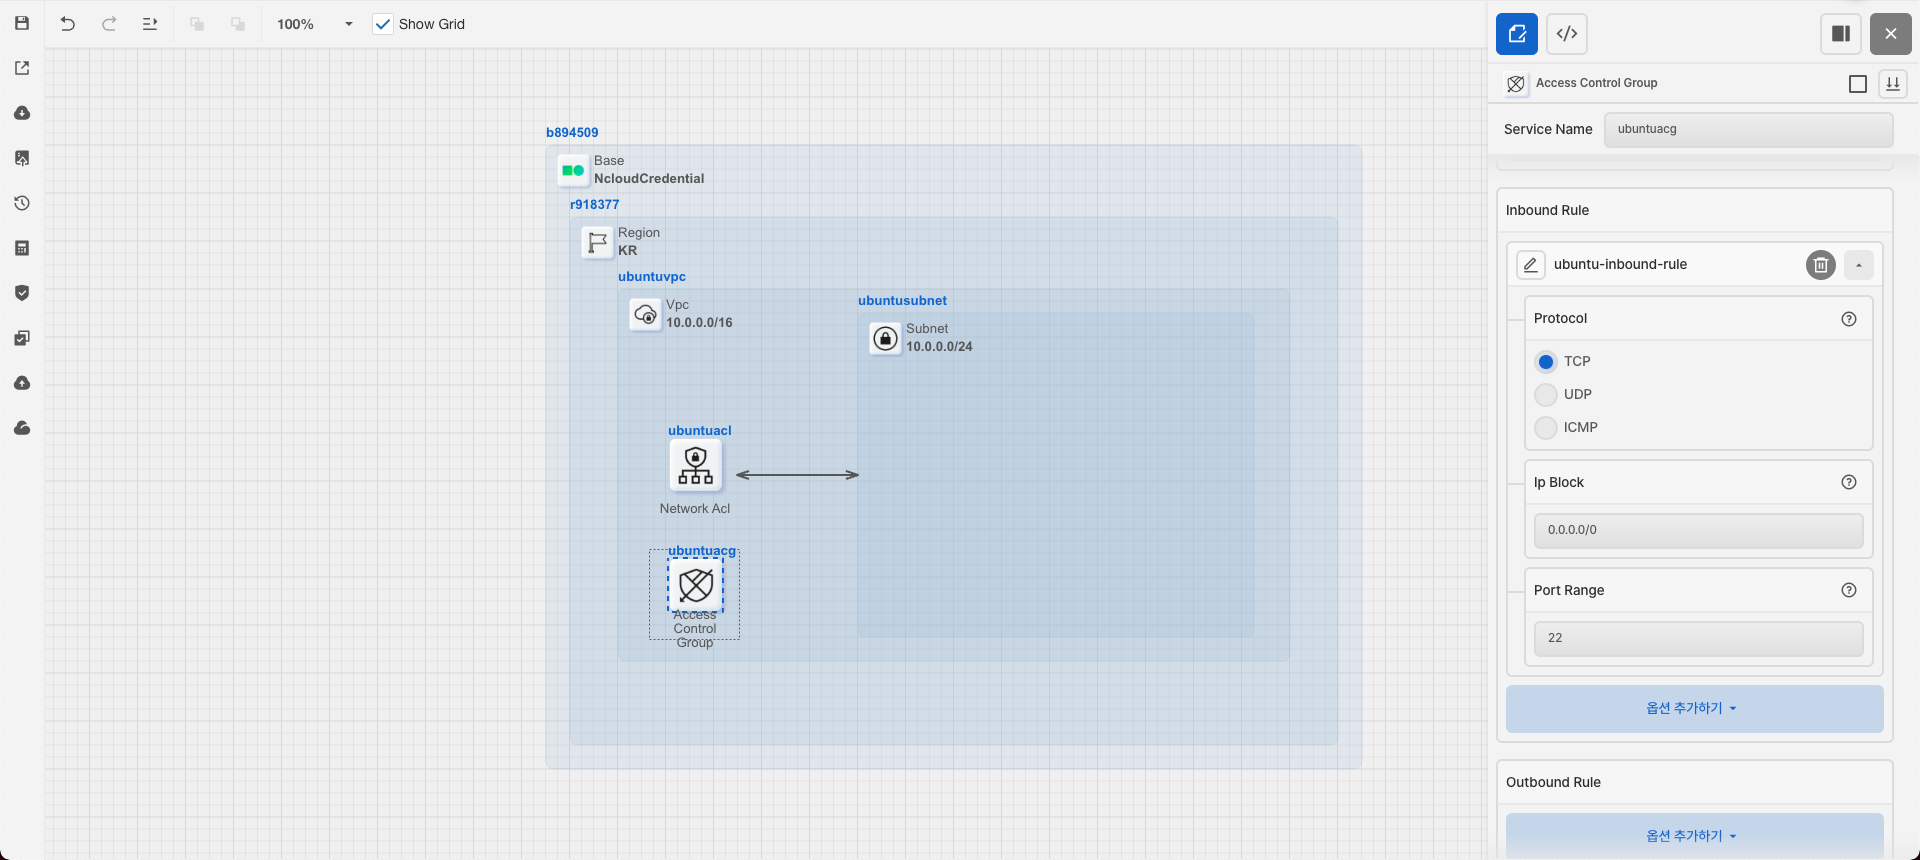 100%
Show Grid
b894509
Base
NcloudCredential
r918377
Region
KR
ubuntuvpc
Vpc
10.0.0.0/16
ubuntusubnet
Subnet
10.0.0.0/24
ubuntuacl
Network Acl
ubuntuacg
Access
Control
Group
Access Control Group
Service Name
ubuntuacg
Inbound Rule
ubuntu-inbound-rule
Protocol
TCP
UDP
ICMP
Ip Block
0.0.0.0/0
Port Range
22
옵션 추가하기
Outbound Rule
옵션 추가하기